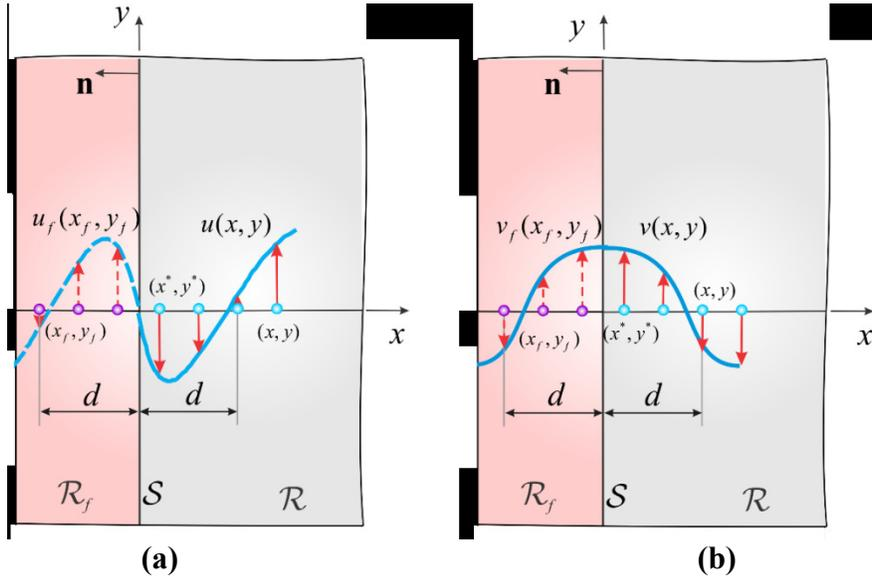 y
n
u_f(x_f, y_f)
u(x, y)
(x*, y*)
(x_f, y_f)
(x, y)
x
d
d
ℛ_f
𝒮
ℛ
(a)
y
n
v_f(x_f, y_f)
v(x, y)
(x, y)
(x_f, y_f)
(x*, y*)
x
d
d
ℛ_f
𝒮
ℛ
(b)